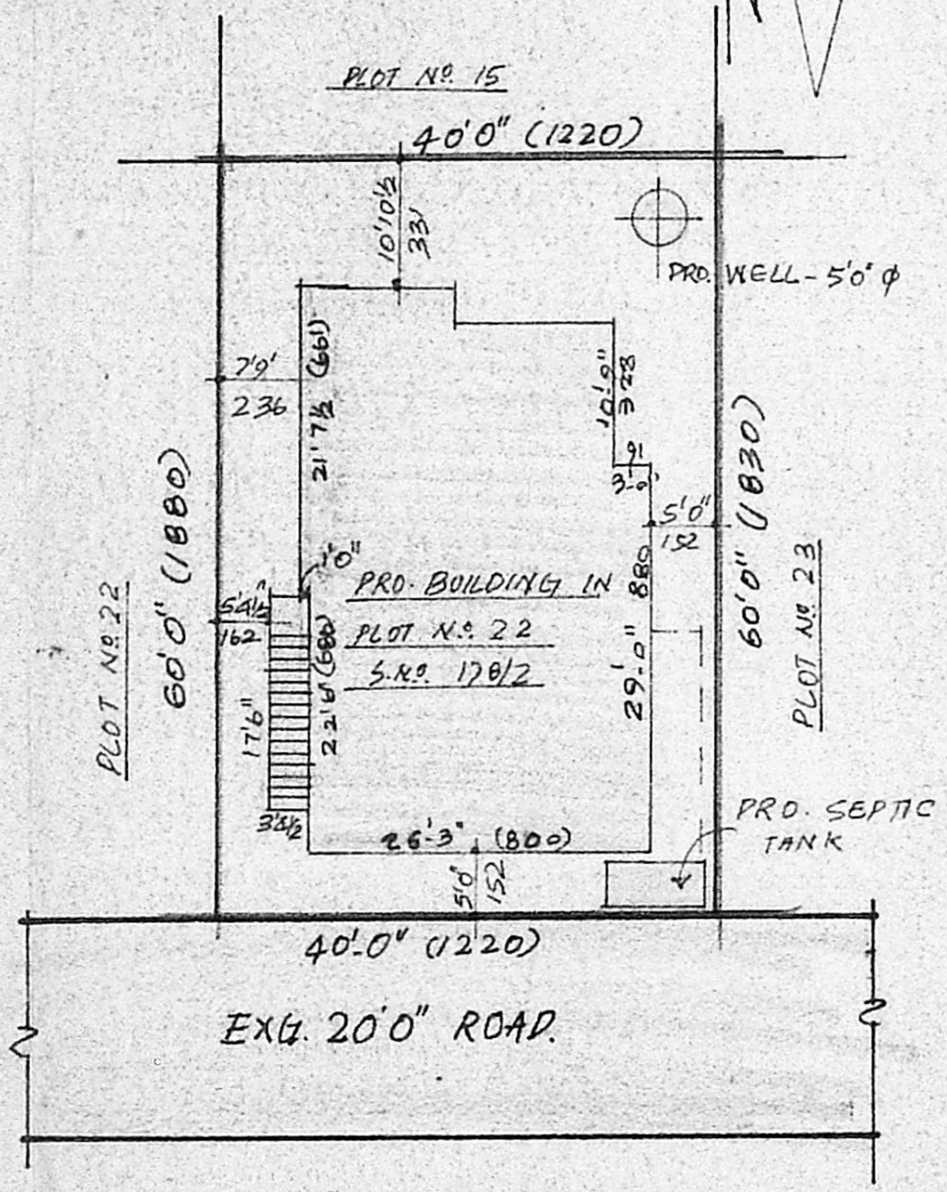 PLOT Nº. 15
40'0" (1220)
10'10½
331
PRO. WELL - 5'0" φ
7'9'
236
21' 7½ (661)
10'-9"
323
91
3'-0"
5'0"
152
60'0" (1880)
60'0" (1830)
PLOT Nº. 22
PLOT Nº. 23
1'0"
5'4½"
162
PRO. BUILDING IN
PLOT Nº. 22
S.Nº. 178/2
880
29'-0"
22'6" (680)
17'6"
3'4½
26'-3" (800)
5'0"
152
PRO. SEPTIC
TANK
40'-0" (1220)
EXG. 20'0" ROAD.